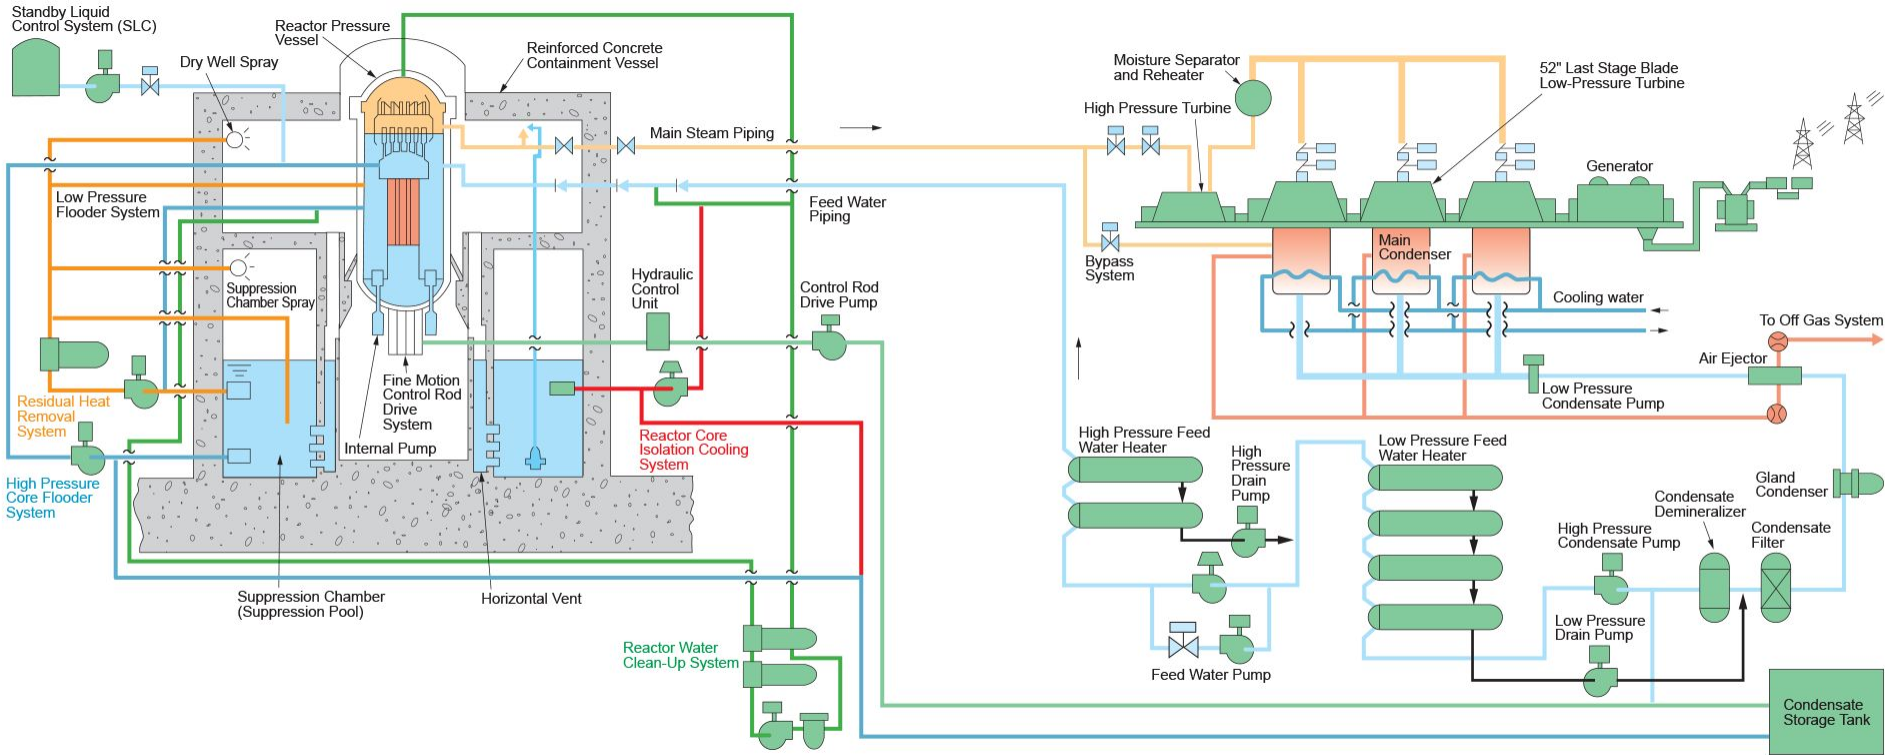 Standby Liquid
Control System (SLC)
Dry Well Spray
Reactor Pressure
Vessel
Reinforced Concrete
Containment Vessel
Main Steam Piping
Low Pressure
Flooder System
Feed Water
Piping
Suppression
Chamber Spray
Hydraulic
Control
Unit
Control Rod
Drive Pump
Residual Heat
Removal
System
Fine Motion
Control Rod
Drive
System
Internal Pump
Reactor Core
Isolation Cooling
System
High Pressure
Core Flooder
System
Suppression Chamber
(Suppression Pool)
Horizontal Vent
Reactor Water
Clean-Up System
Moisture Separator
and Reheater
High Pressure Turbine
52" Last Stage Blade
Low-Pressure Turbine
Generator
Bypass
System
Main
Condenser
Cooling water
To Off Gas System
Air Ejector
Low Pressure
Condensate Pump
High Pressure Feed
Water Heater
High
Pressure
Drain
Pump
Low Pressure Feed
Water Heater
Gland
Condenser
Condensate
Demineralizer
High Pressure
Condensate Pump
Condensate
Filter
Low Pressure
Drain Pump
Feed Water Pump
Condensate
Storage Tank